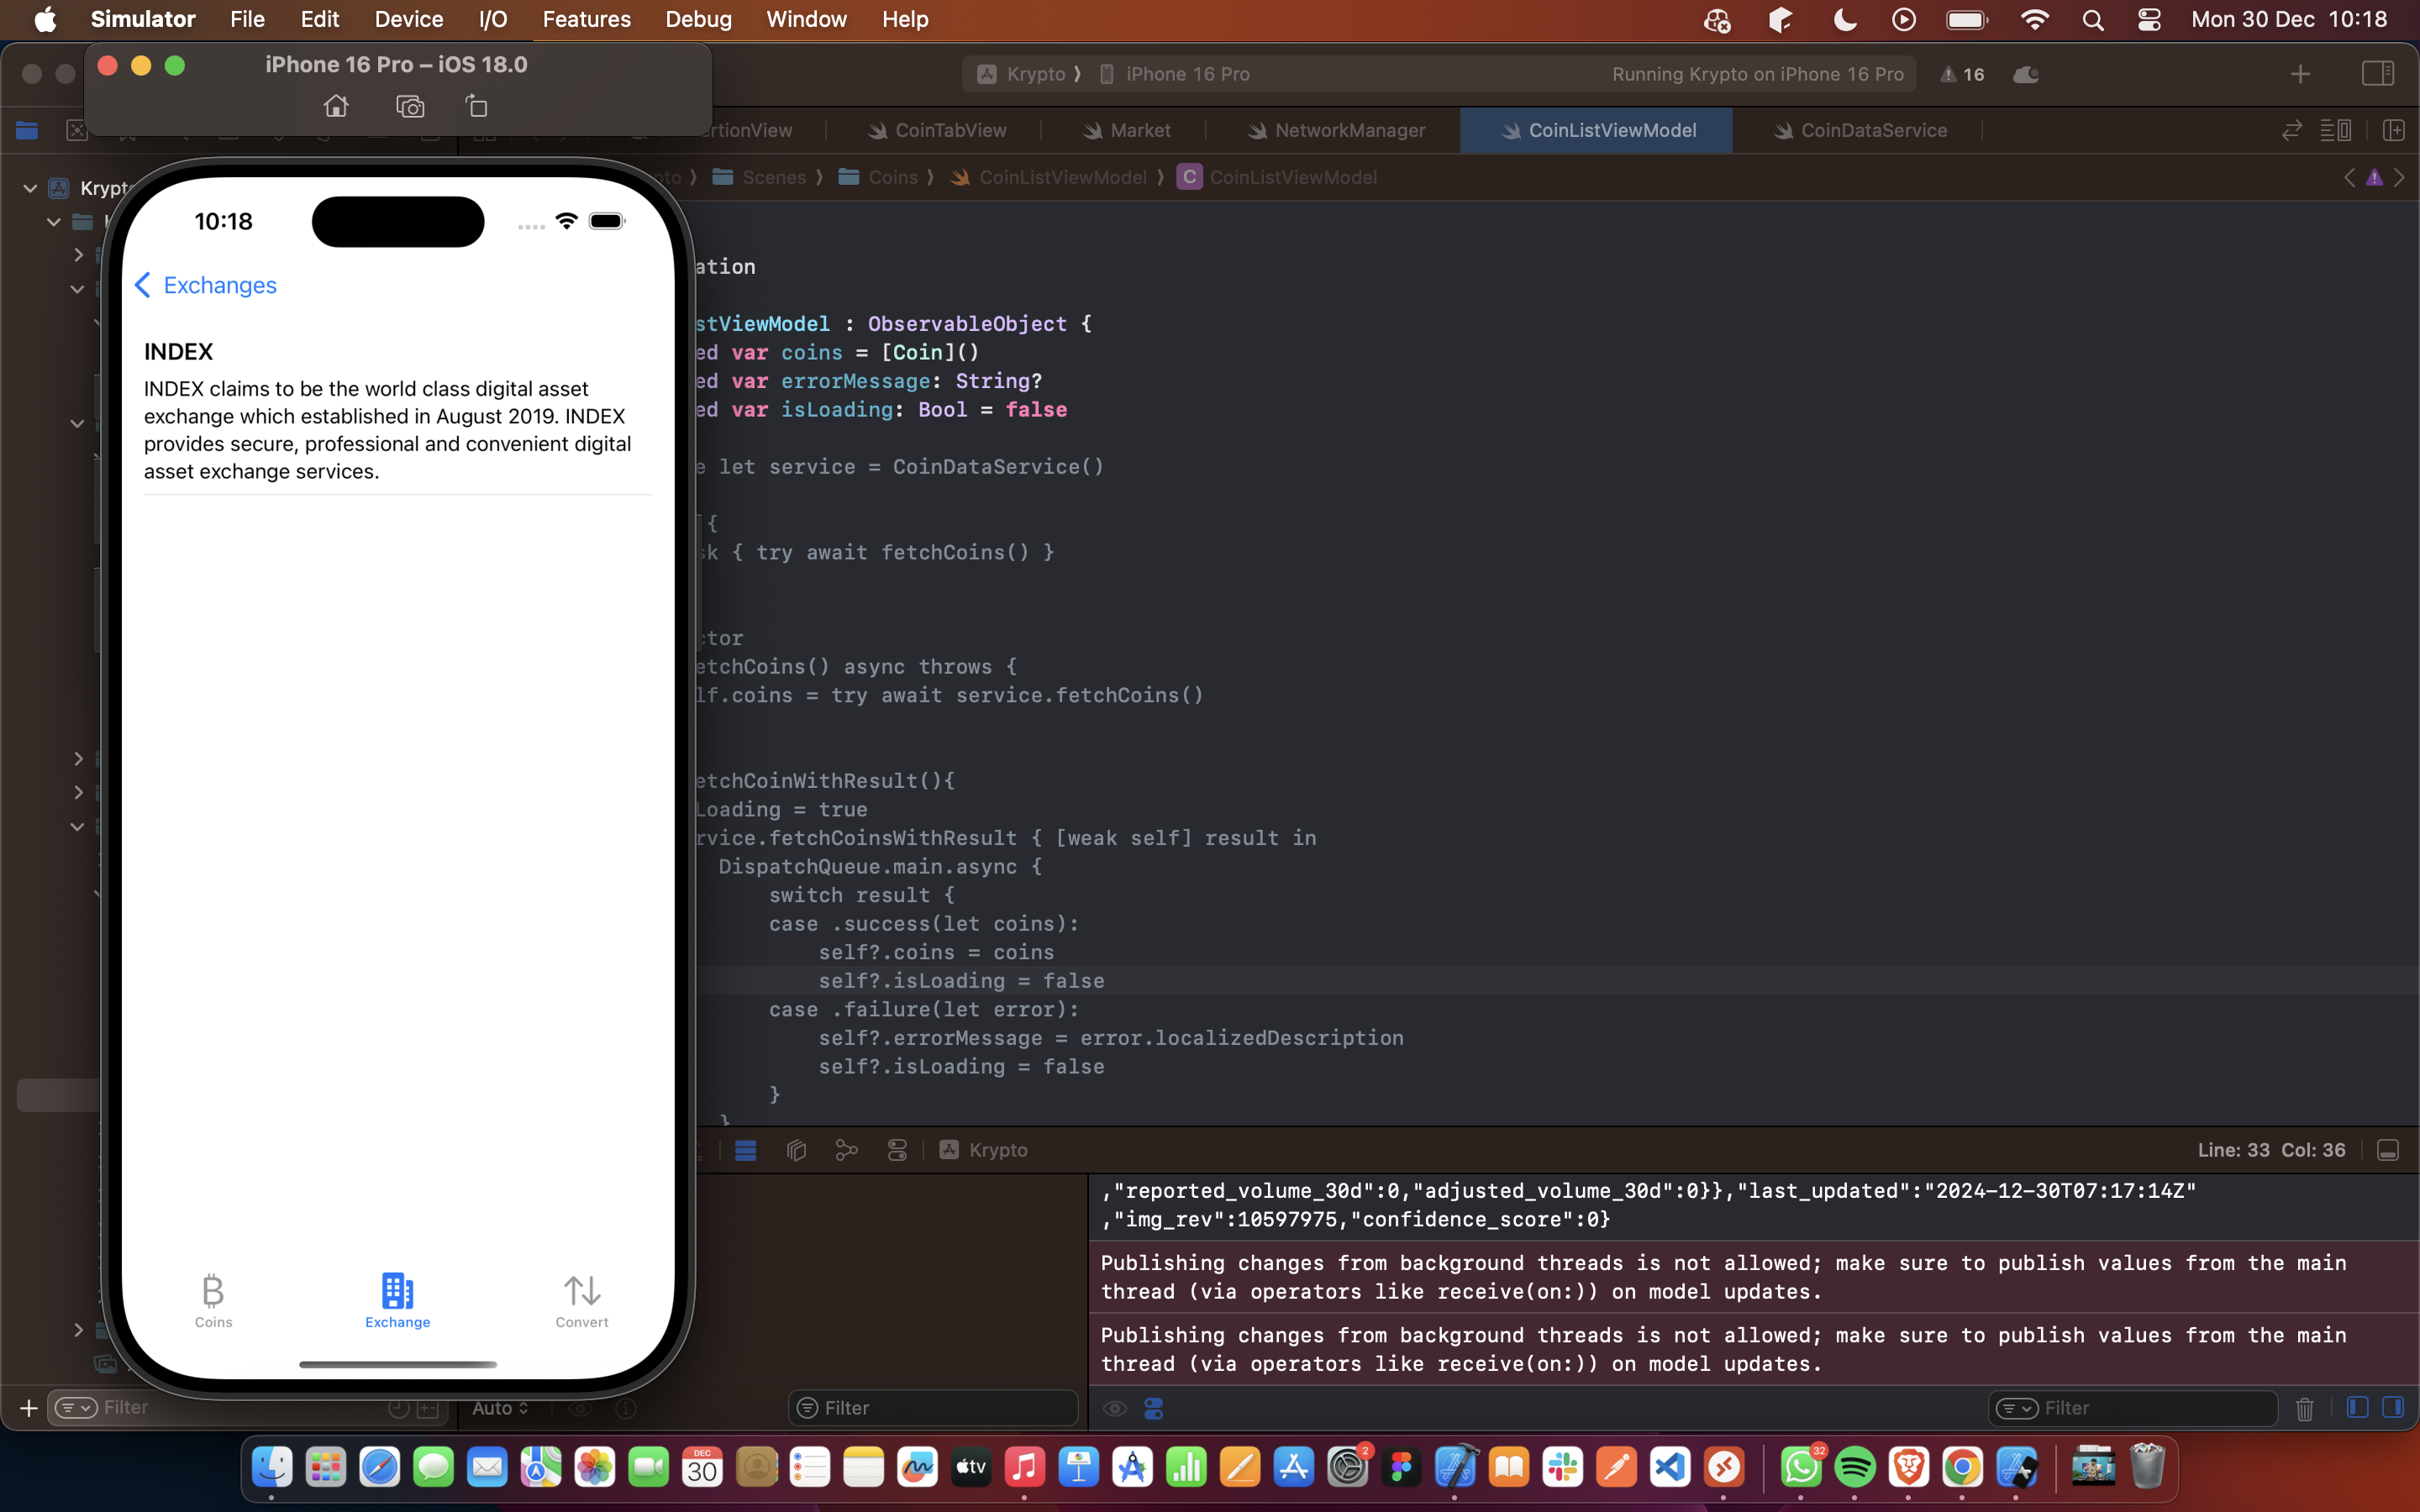 Simulator File Edit Device I/O Features Debug Window Help Mon 30 Dec 10:18
iPhone 16 Pro – iOS 18.0
Krypto iPhone 16 Pro Running Krypto on iPhone 16 Pro 16
CoinTabView Market NetworkManager CoinListViewModel CoinDataService
Scenes Coins CoinListViewModel C CoinListViewModel
10:18
Exchanges
INDEX
INDEX claims to be the world class digital asset
exchange which established in August 2019. INDEX
provides secure, professional and convenient digital
asset exchange services.
Coins Exchange Convert
ation
stViewModel : ObservableObject {
ed var coins = [Coin]()
ed var errorMessage: String?
ed var isLoading: Bool = false
e let service = CoinDataService()
{
sk { try await fetchCoins() }
ctor
etchCoins() async throws {
lf.coins = try await service.fetchCoins()
etchCoinWithResult(){
Loading = true
rvice.fetchCoinsWithResult { [weak self] result in
DispatchQueue.main.async {
switch result {
case .success(let coins):
self?.coins = coins
self?.isLoading = false
case .failure(let error):
self?.errorMessage = error.localizedDescription
self?.isLoading = false
}
}
Krypto Line: 33 Col: 36
,"reported_volume_30d":0,"adjusted_volume_30d":0}},"last_updated":"2024-12-30T07:17:14Z"
,"img_rev":10597975,"confidence_score":0}
Publishing changes from background threads is not allowed; make sure to publish values from the main
thread (via operators like receive(on:)) on model updates.
Publishing changes from background threads is not allowed; make sure to publish values from the main
thread (via operators like receive(on:)) on model updates.
Filter Auto Filter Filter
DEC
30
tv
2
32